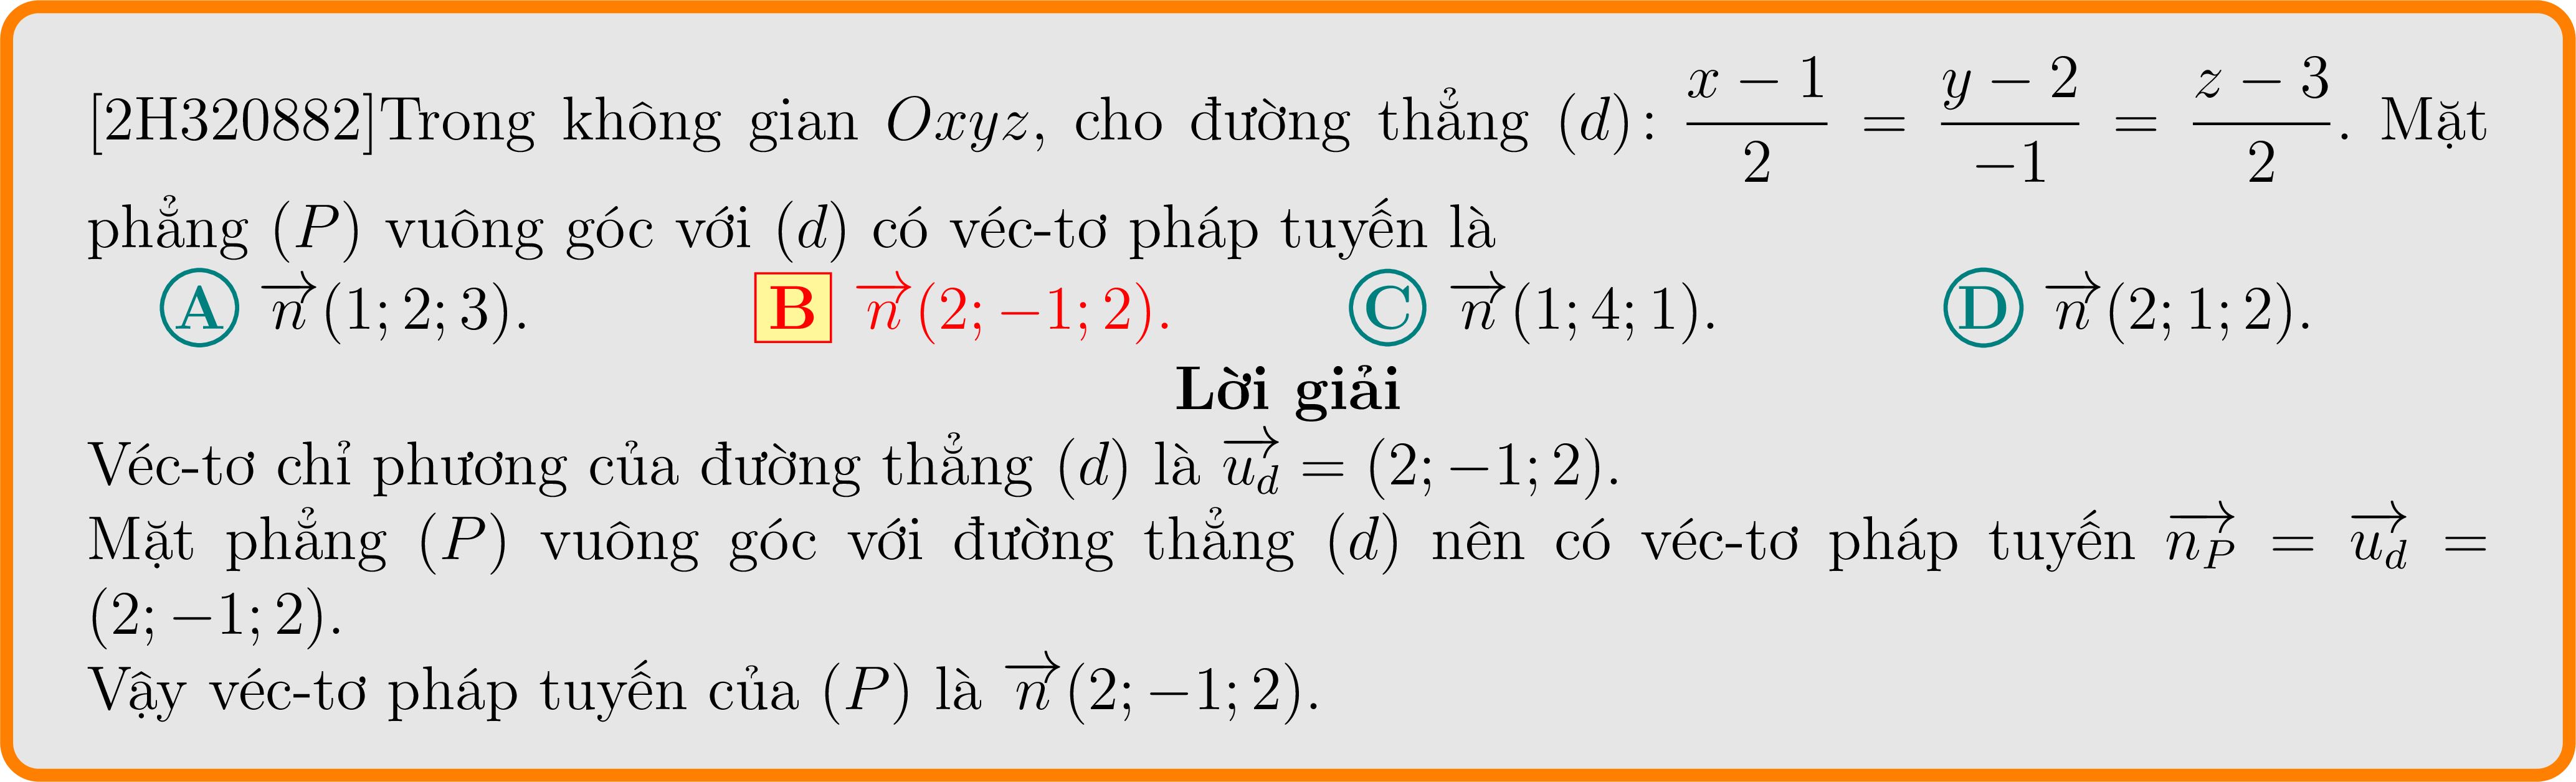 [2H320882]Trong không gian $Oxyz$, cho đường thẳng $(d)\colon \dfrac{x-1}{2} = \dfrac{y-2}{-1} = \dfrac{z-3}{2}$. Mặt
phẳng $(P)$ vuông góc với $(d)$ có véc-tơ pháp tuyến là
A $\overrightarrow{n}(1;2;3)$. B $\overrightarrow{n}(2;-1;2)$. C $\overrightarrow{n}(1;4;1)$. D $\overrightarrow{n}(2;1;2)$.
Lời giải
Véc-tơ chỉ phương của đường thẳng $(d)$ là $\overrightarrow{u_d} = (2;-1;2)$.
Mặt phẳng $(P)$ vuông góc với đường thẳng $(d)$ nên có véc-tơ pháp tuyến $\overrightarrow{n_P} = \overrightarrow{u_d} =$
$(2;-1;2)$.
Vậy véc-tơ pháp tuyến của $(P)$ là $\overrightarrow{n}(2;-1;2)$.